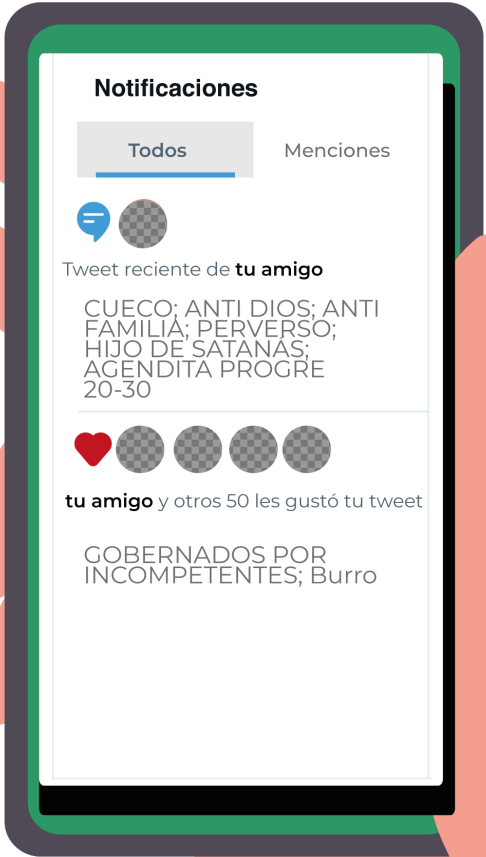 Notificaciones
Todos
Menciones
Tweet reciente de tu amigo
CUECO; ANTI DIOS; ANTI
FAMILIA; PERVERSO;
HIJO DE SATANÁS;
AGENDITA PROGRE
20-30
tu amigo y otros 50 les gustó tu tweet
GOBERNADOS POR
INCOMPETENTES; Burro